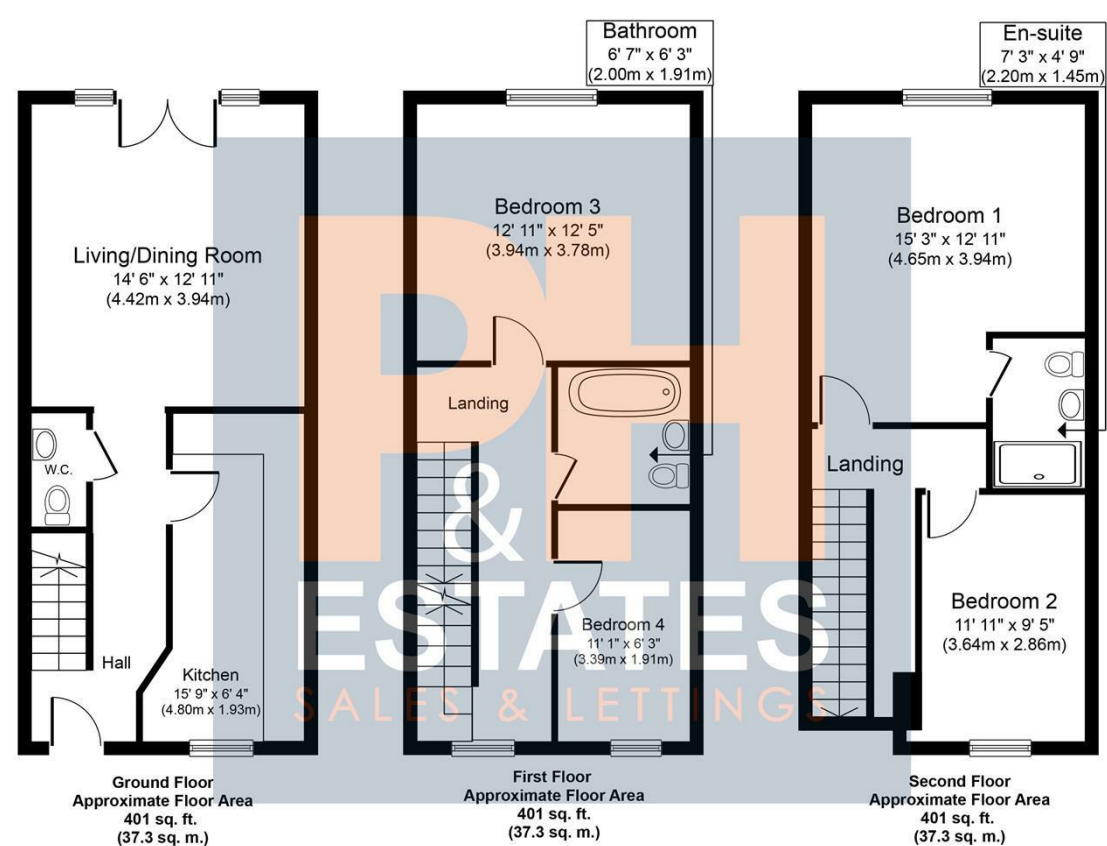 Bathroom
6' 7" x 6' 3"
(2.00m x 1.91m)
En-suite
7' 3" x 4' 9"
(2.20m x 1.45m)
Living/Dining Room
14' 6" x 12' 11"
(4.42m x 3.94m)
W.C.
Hall
Kitchen
15' 9" x 6' 4"
(4.80m x 1.93m)
Ground Floor
Approximate Floor Area
401 sq. ft.
(37.3 sq. m.)
Bedroom 3
12' 11" x 12' 5"
(3.94m x 3.78m)
Landing
Bedroom 4
11' 1" x 6' 3"
(3.39m x 1.91m)
First Floor
Approximate Floor Area
401 sq. ft.
(37.3 sq. m.)
Bedroom 1
15' 3" x 12' 11"
(4.65m x 3.94m)
Landing
Bedroom 2
11' 11" x 9' 5"
(3.64m x 2.86m)
Second Floor
Approximate Floor Area
401 sq. ft.
(37.3 sq. m.)
PH
&
ESTATES
SALES & LETTINGS